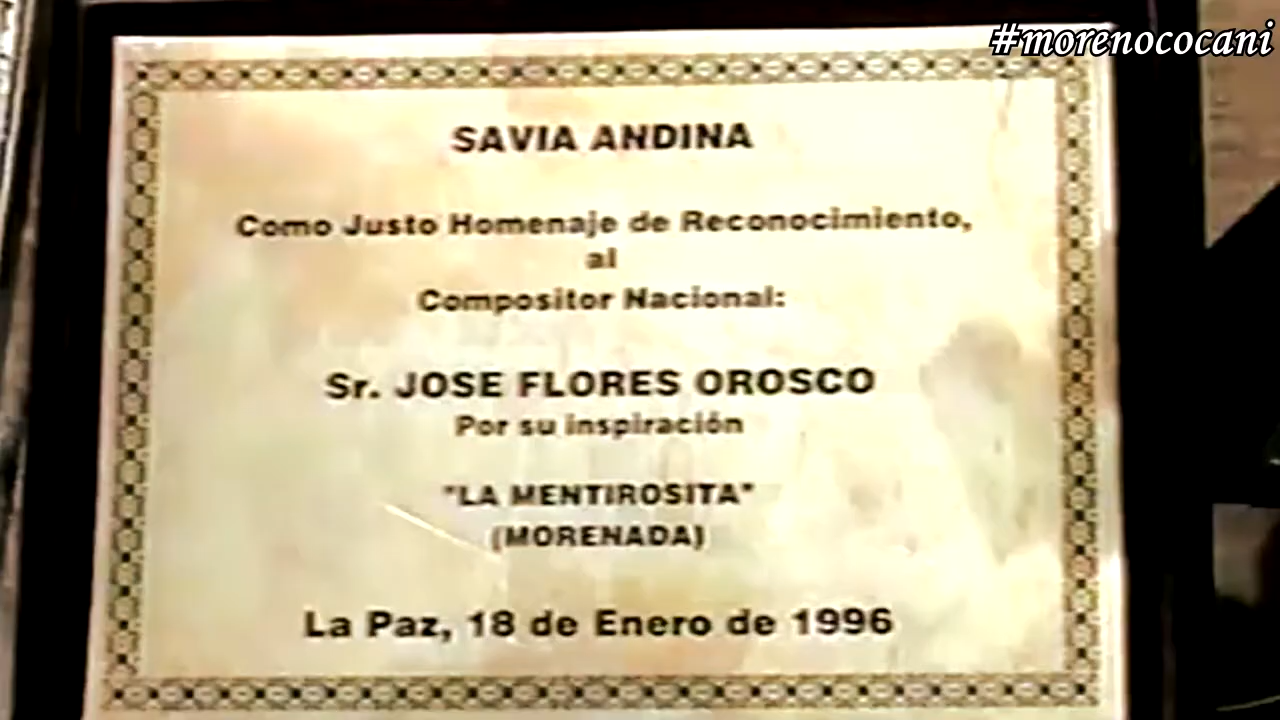 #morenococani
SAVIA ANDINA
Como Justo Homenaje de Reconocimiento,
al
Compositor Nacional:
Sr. JOSE FLORES OROSCO
Por su inspiración
"LA MENTIROSITA"
(MORENADA)
La Paz, 18 de Enero de 1996